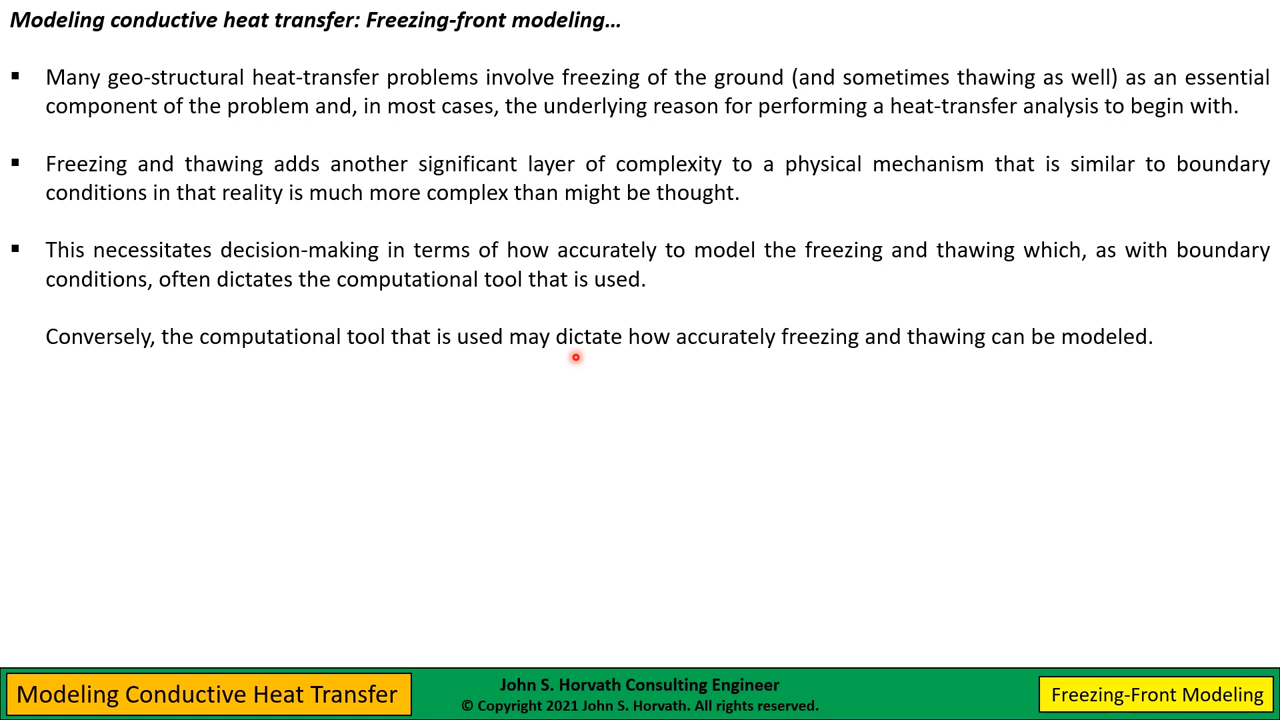 Modeling conductive heat transfer: Freezing-front modeling…
▪ Many geo-structural heat-transfer problems involve freezing of the ground (and sometimes thawing as well) as an essential
component of the problem and, in most cases, the underlying reason for performing a heat-transfer analysis to begin with.
▪ Freezing and thawing adds another significant layer of complexity to a physical mechanism that is similar to boundary
conditions in that reality is much more complex than might be thought.
▪ This necessitates decision-making in terms of how accurately to model the freezing and thawing which, as with boundary
conditions, often dictates the computational tool that is used.
Conversely, the computational tool that is used may dictate how accurately freezing and thawing can be modeled.
Modeling Conductive Heat Transfer
John S. Horvath Consulting Engineer
© Copyright 2021 John S. Horvath. All rights reserved.
Freezing-Front Modeling